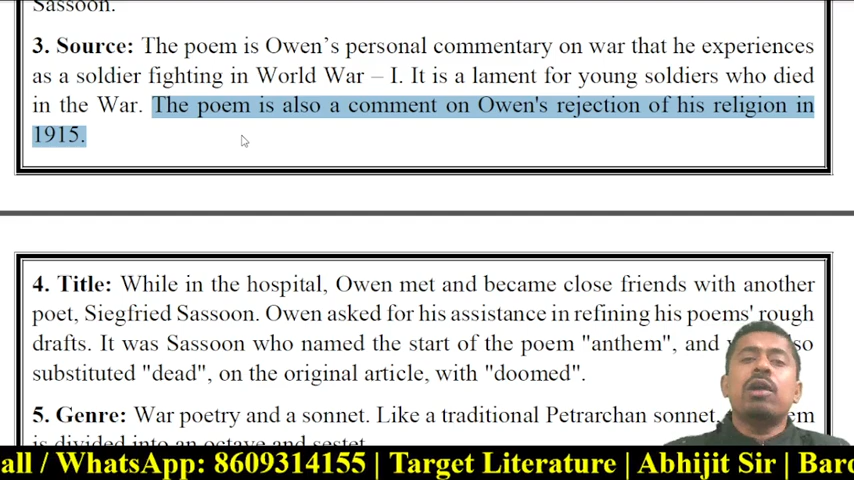 Sassoon.
3. Source: The poem is Owen's personal commentary on war that he experiences
as a soldier fighting in World War – I. It is a lament for young soldiers who died
in the War. The poem is also a comment on Owen's rejection of his religion in
1915.
4. Title: While in the hospital, Owen met and became close friends with another
poet, Siegfried Sassoon. Owen asked for his assistance in refining his poems' rough
drafts. It was Sassoon who named the start of the poem "anthem", and so
substituted "dead", on the original article, with "doomed".
5. Genre: War poetry and a sonnet. Like a traditional Petrarchan sonnet, em
is divided into an octave and sestet.
all / WhatsApp: 8609314155 | Target Literature | Abhijit Sir | Baro